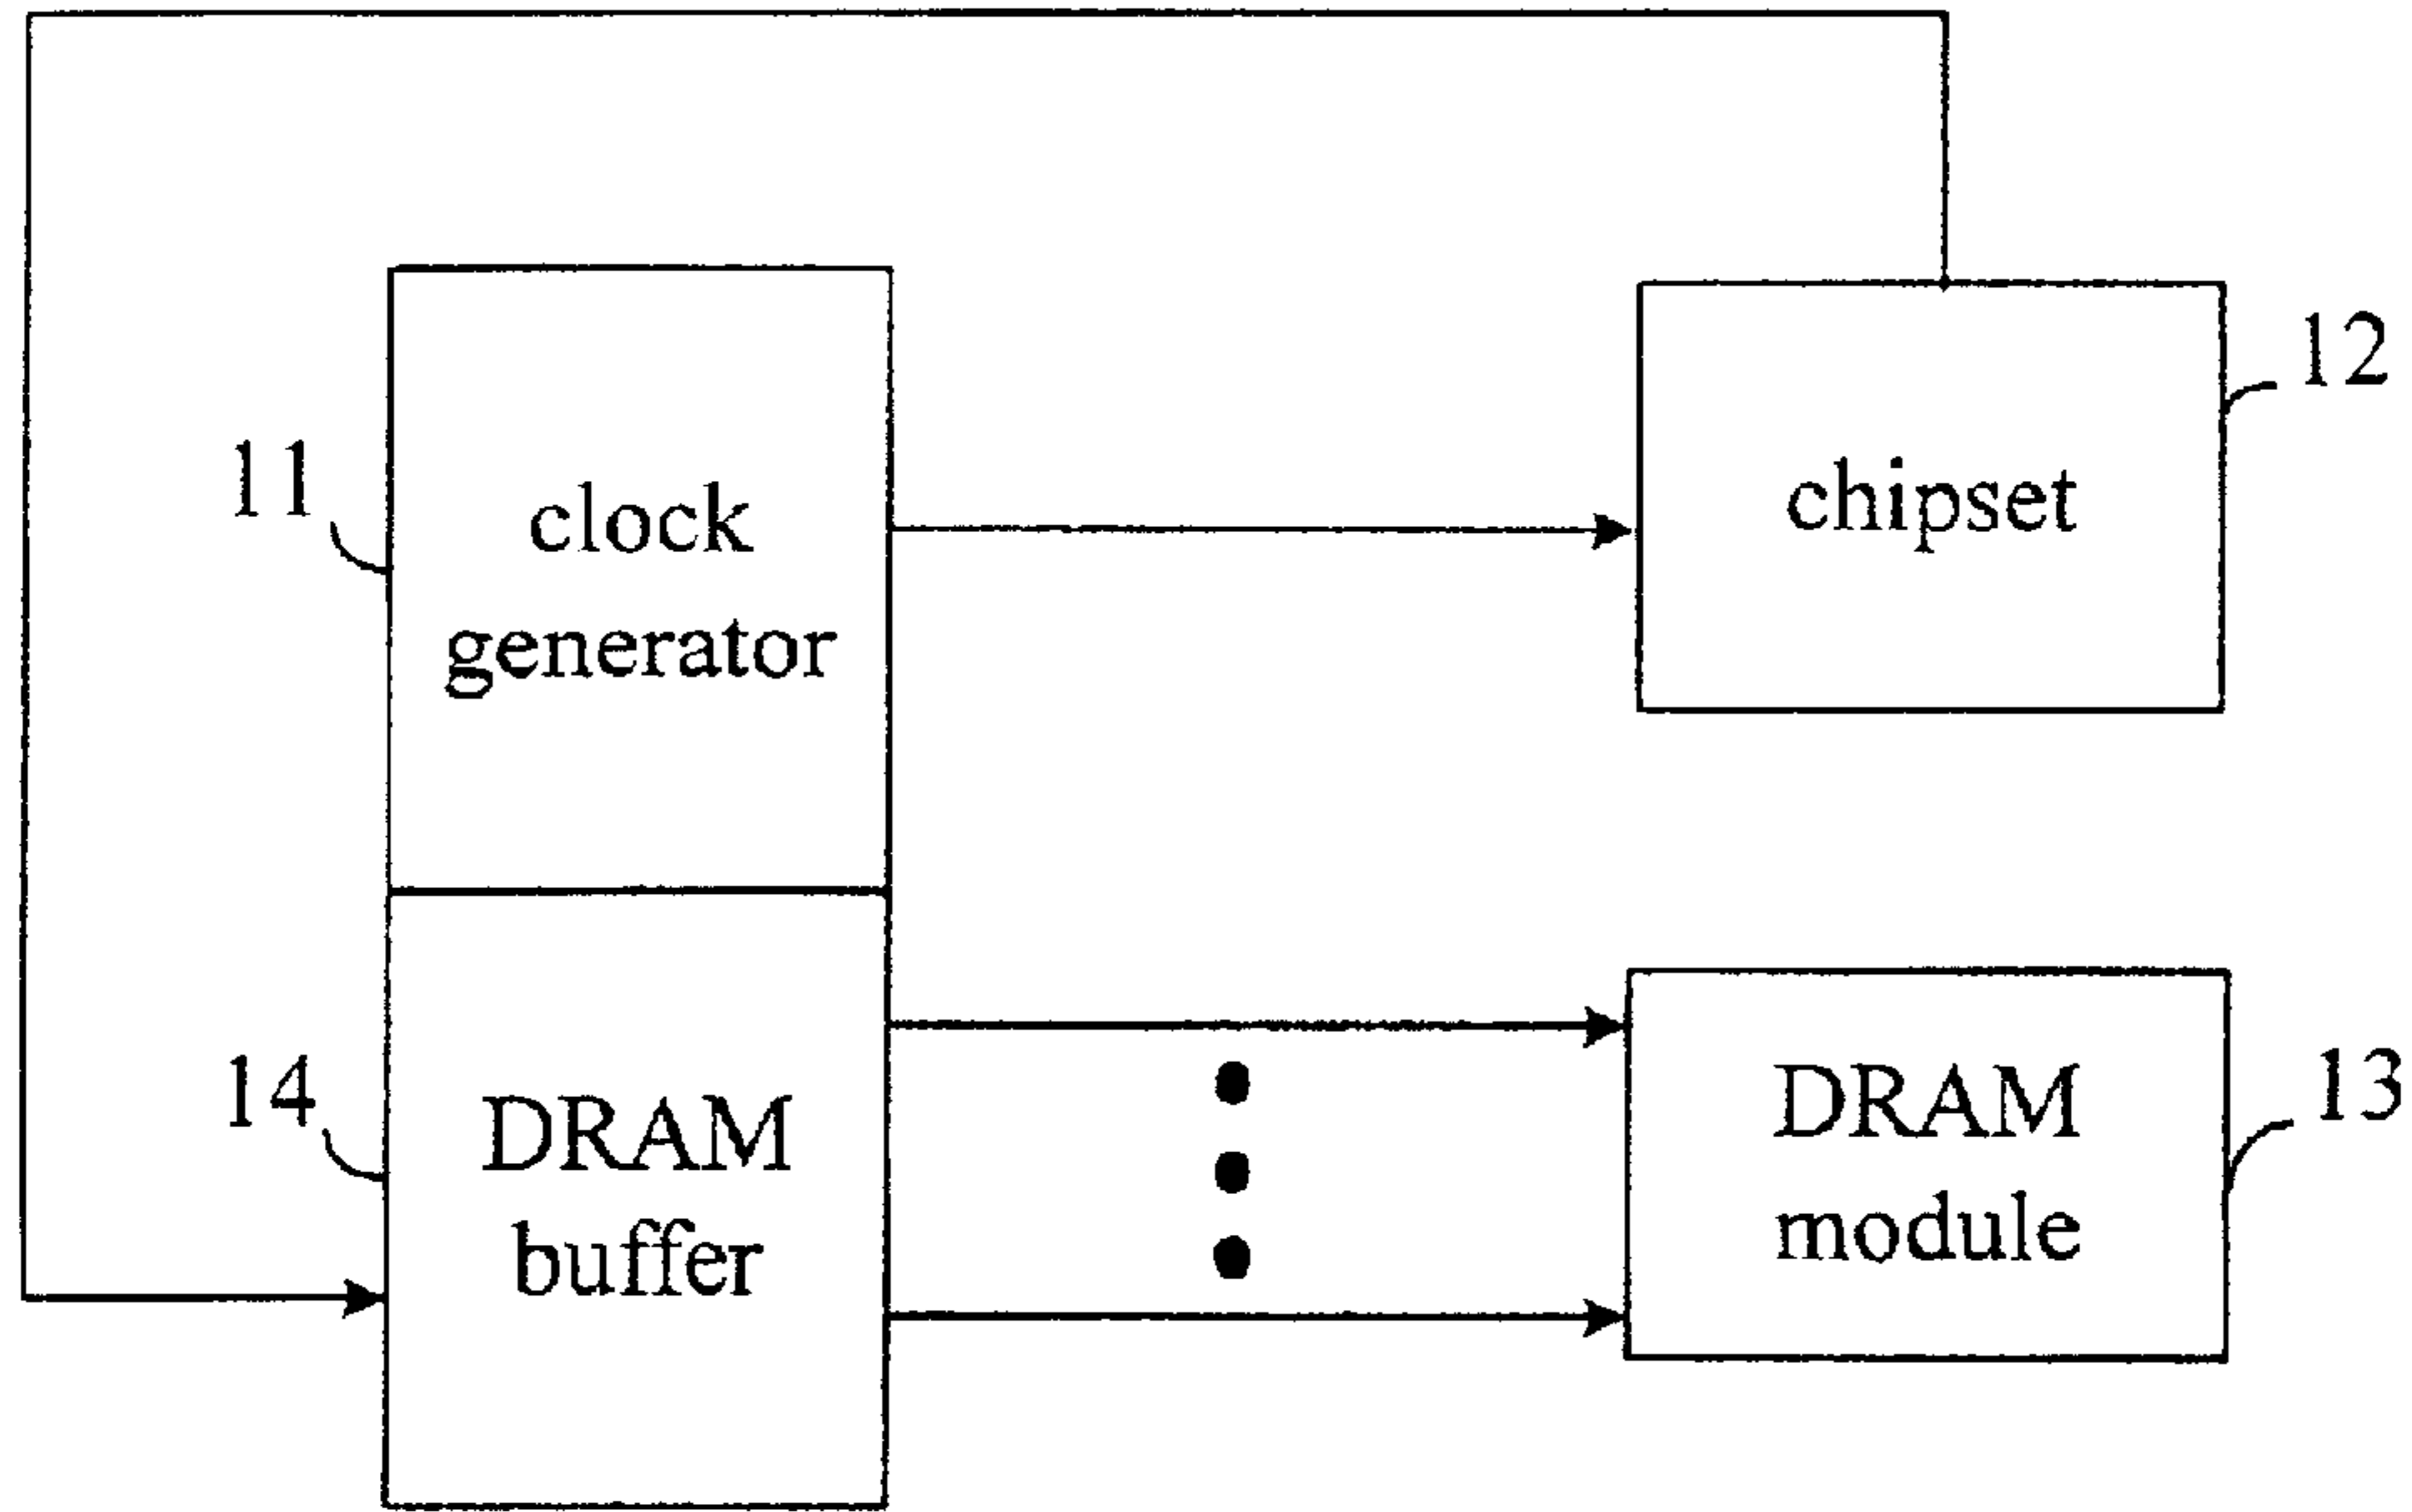 12
11
clock
generator
chipset
14
DRAM
buffer
DRAM
module
13